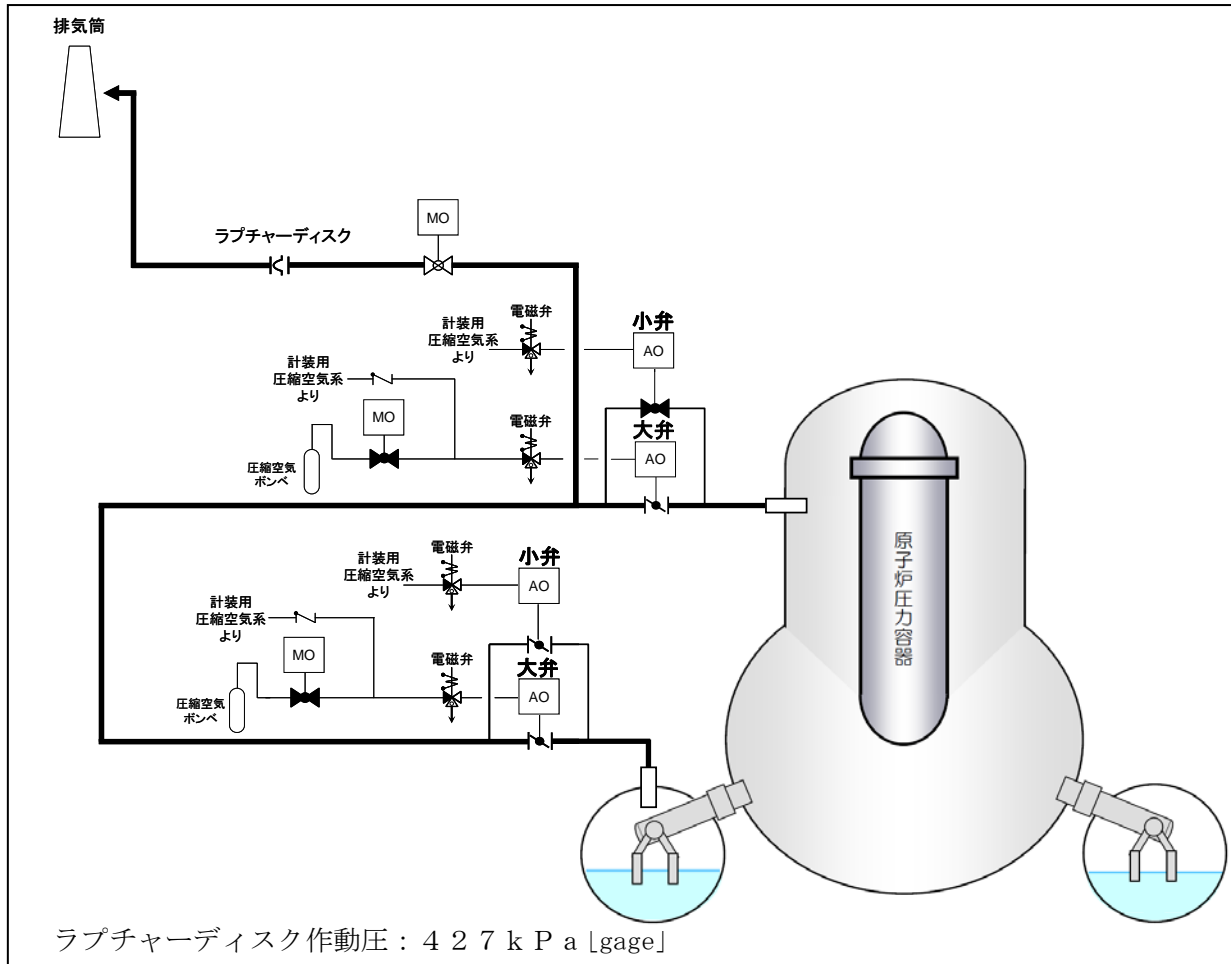 排気筒
MO
ラプチャーディスク
電磁弁
小弁
計装用
圧縮空気系
より
AO
計装用
圧縮空気系
より
MO
電磁弁
大弁
AO
圧縮空気
ボンベ
原子炉圧力容器
電磁弁
小弁
計装用
圧縮空気系
より
AO
計装用
圧縮空気系
より
MO
電磁弁
大弁
AO
圧縮空気
ボンベ
ラプチャーディスク作動圧：４２７ｋＰａ[gage]